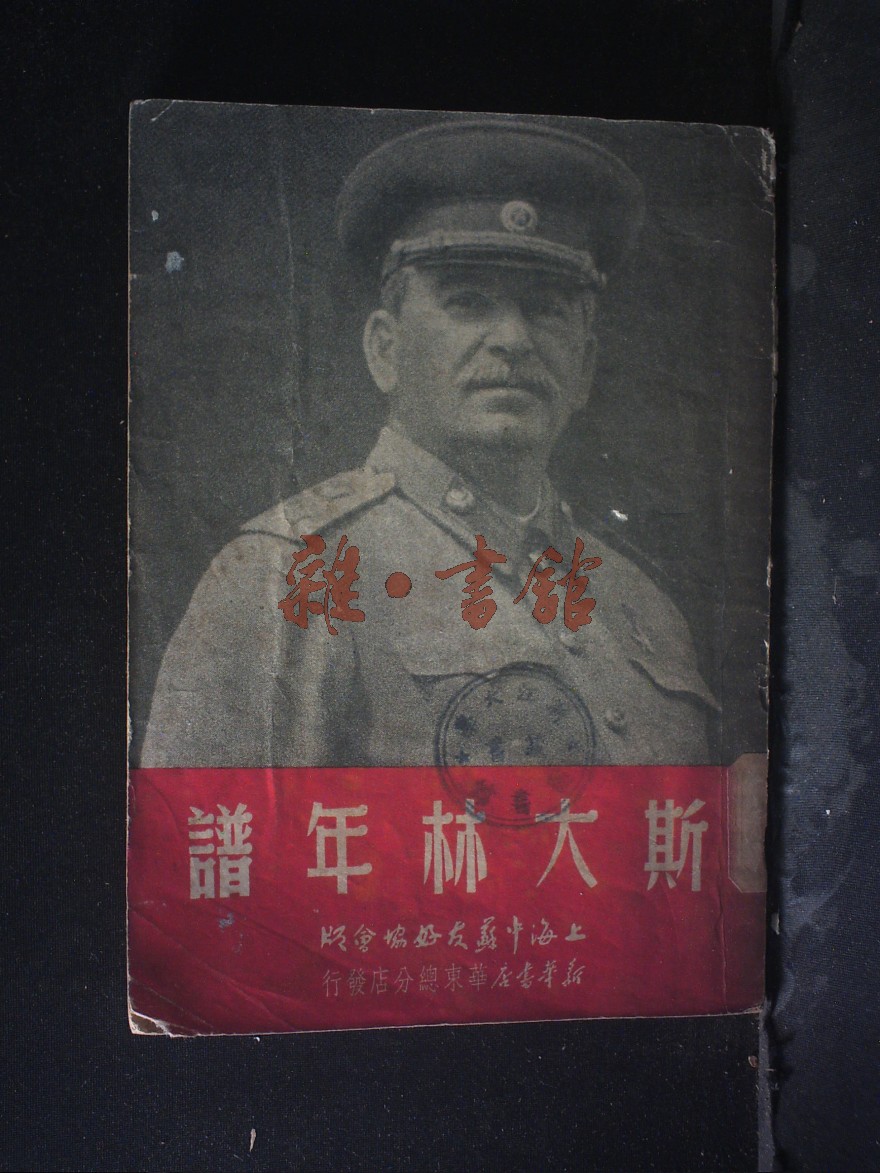 雜·書館
斯大林年譜
上海中蘇友好協會版
新華書店華東總分店發行